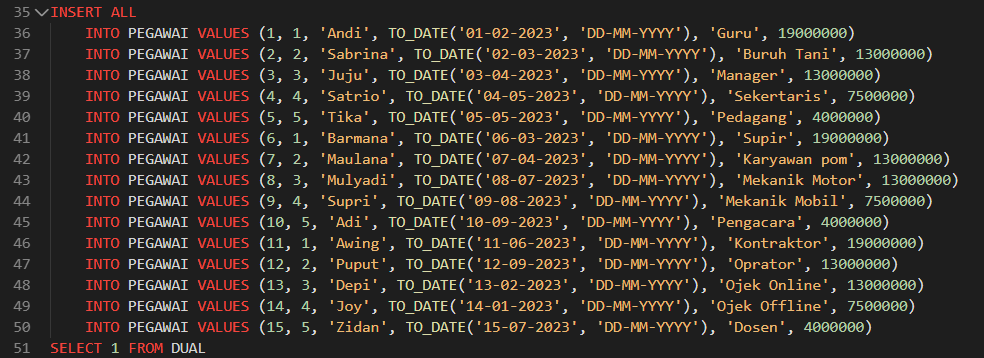 35 INSERT ALL
36 INTO PEGAWAI VALUES (1, 1, 'Andi', TO_DATE('01-02-2023', 'DD-MM-YYYY'), 'Guru', 19000000)
37 INTO PEGAWAI VALUES (2, 2, 'Sabrina', TO_DATE('02-03-2023', 'DD-MM-YYYY'), 'Buruh Tani', 13000000)
38 INTO PEGAWAI VALUES (3, 3, 'Juju', TO_DATE('03-04-2023', 'DD-MM-YYYY'), 'Manager', 13000000)
39 INTO PEGAWAI VALUES (4, 4, 'Satrio', TO_DATE('04-05-2023', 'DD-MM-YYYY'), 'Sekertaris', 7500000)
40 INTO PEGAWAI VALUES (5, 5, 'Tika', TO_DATE('05-05-2023', 'DD-MM-YYYY'), 'Pedagang', 4000000)
41 INTO PEGAWAI VALUES (6, 1, 'Barmana', TO_DATE('06-03-2023', 'DD-MM-YYYY'), 'Supir', 19000000)
42 INTO PEGAWAI VALUES (7, 2, 'Maulana', TO_DATE('07-04-2023', 'DD-MM-YYYY'), 'Karyawan pom', 13000000)
43 INTO PEGAWAI VALUES (8, 3, 'Mulyadi', TO_DATE('08-07-2023', 'DD-MM-YYYY'), 'Mekanik Motor', 13000000)
44 INTO PEGAWAI VALUES (9, 4, 'Supri', TO_DATE('09-08-2023', 'DD-MM-YYYY'), 'Mekanik Mobil', 7500000)
45 INTO PEGAWAI VALUES (10, 5, 'Adi', TO_DATE('10-09-2023', 'DD-MM-YYYY'), 'Pengacara', 4000000)
46 INTO PEGAWAI VALUES (11, 1, 'Awing', TO_DATE('11-06-2023', 'DD-MM-YYYY'), 'Kontraktor', 19000000)
47 INTO PEGAWAI VALUES (12, 2, 'Puput', TO_DATE('12-09-2023', 'DD-MM-YYYY'), 'Oprator', 13000000)
48 INTO PEGAWAI VALUES (13, 3, 'Depi', TO_DATE('13-02-2023', 'DD-MM-YYYY'), 'Ojek Online', 13000000)
49 INTO PEGAWAI VALUES (14, 4, 'Joy', TO_DATE('14-01-2023', 'DD-MM-YYYY'), 'Ojek Offline', 7500000)
50 INTO PEGAWAI VALUES (15, 5, 'Zidan', TO_DATE('15-07-2023', 'DD-MM-YYYY'), 'Dosen', 4000000)
51 SELECT 1 FROM DUAL